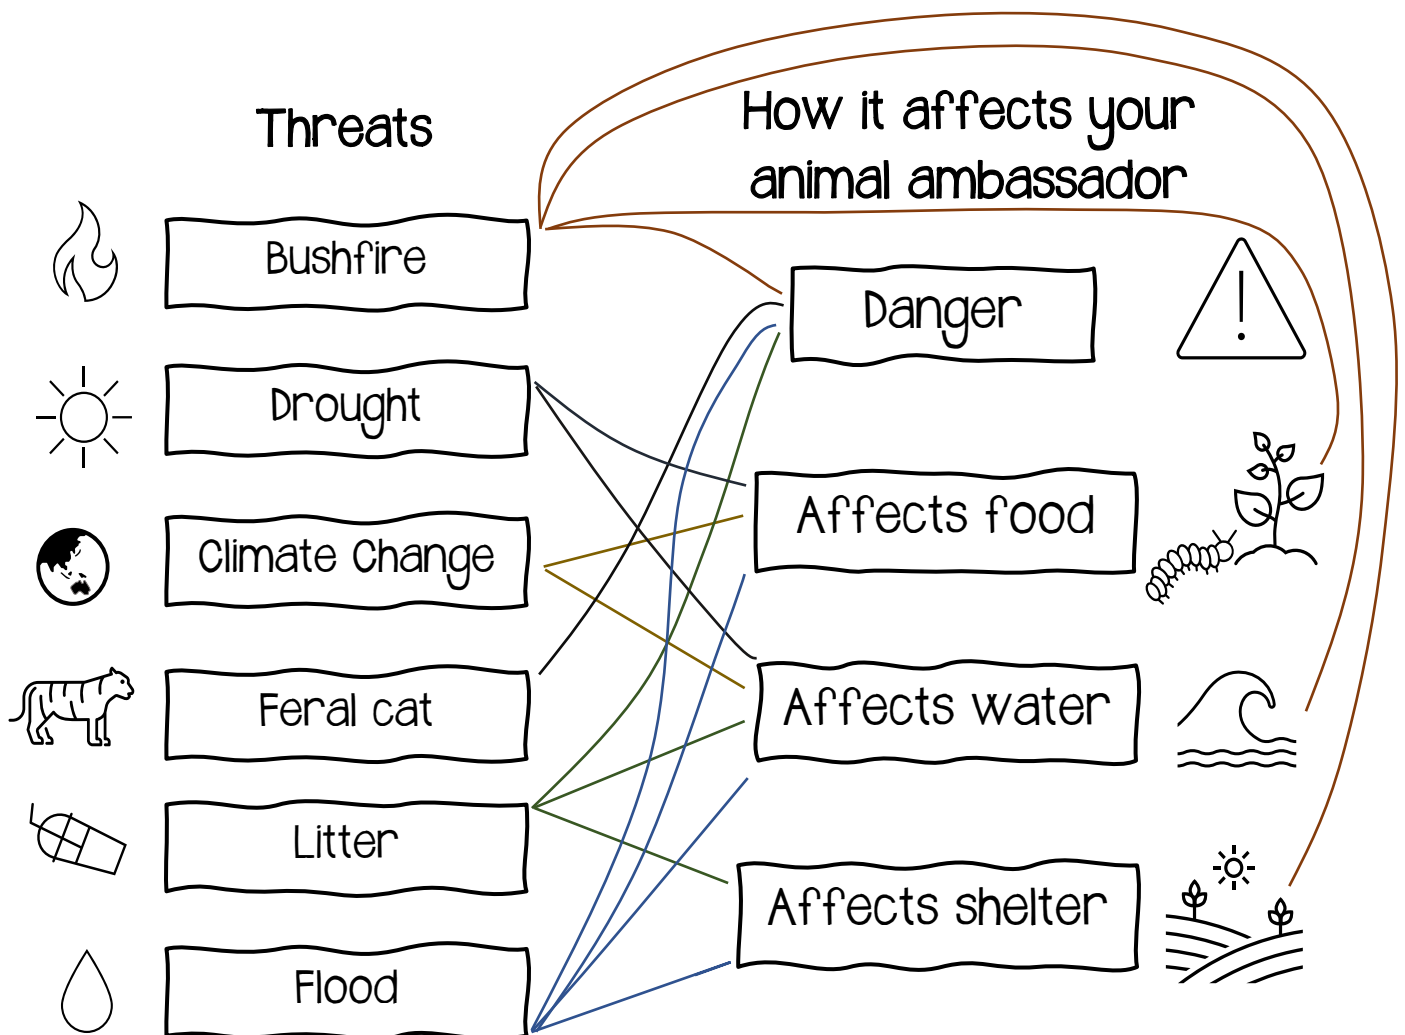 Threats
How it affects your
animal ambassador
Bushfire
Drought
Climate Change
Feral cat
Litter
Flood
Danger
Affects food
Affects water
Affects shelter